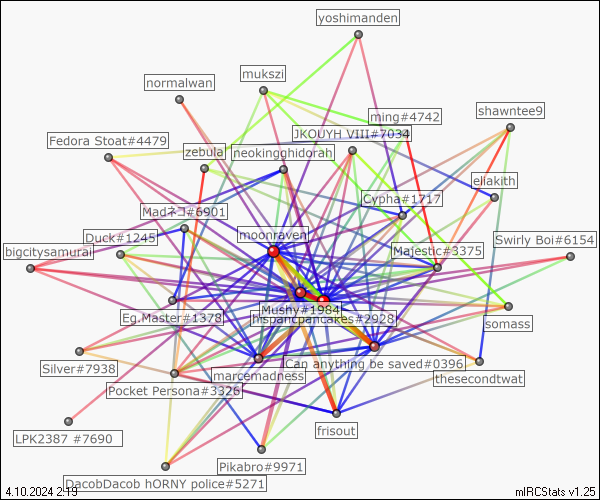 yoshimanden
mukszi
normalwan
shawntee9
ming#4742
JKOUYH VIII#7034
Fedora Stoat#4479
zebula
neokingghidorah
ellakith
Cypha#1717
Madネコ#6901
moonraven
Duck#1245
Swirly Boi#6154
bigcitysamurai
Majestic#3375
Mushy#1984
Eg.Master#1378
hispancpancakes#2928
somass
Silver#7938
Can anything be saved#0396
marcemadness
thesecondtwat
Pocket Persona#3326
LPK2387 #7690
frisout
Pikabro#9971
DacobDacob hORNY police#5271
4.10.2024 2:19
mIRCStats v1.25